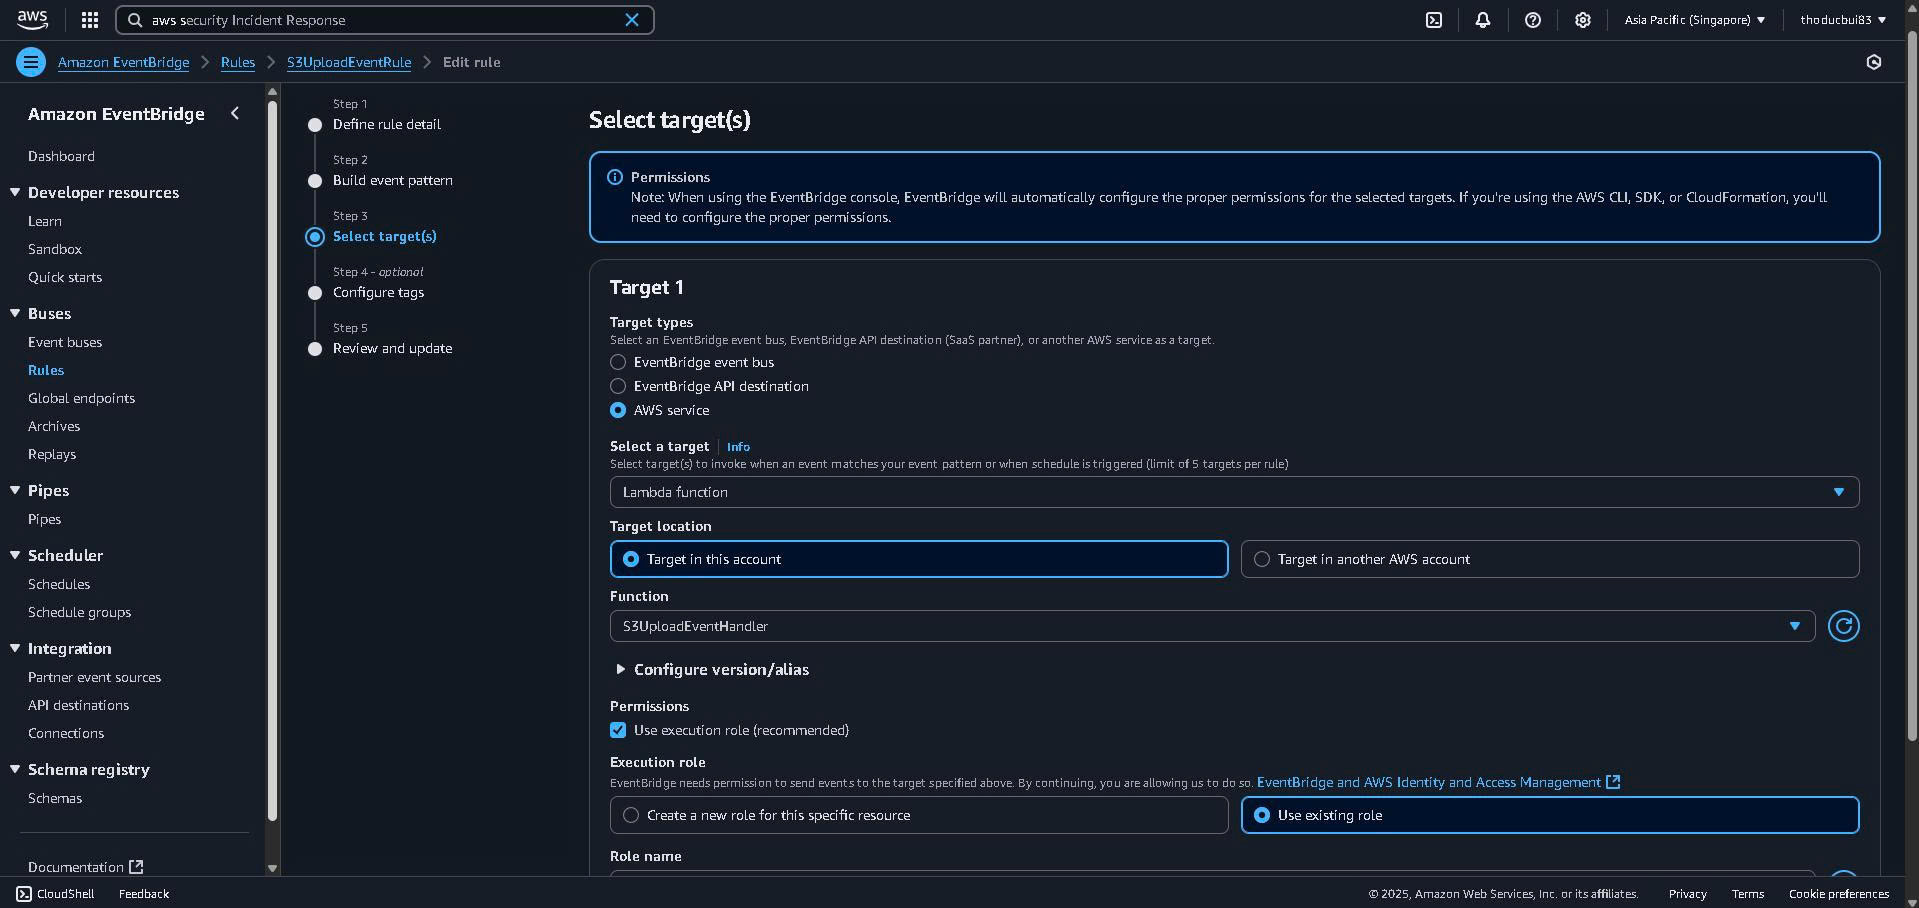 aws
aws security Incident Response
Asia Pacific (Singapore)
thoducbui83
Amazon EventBridge
Rules
S3UploadEventRule
Edit rule
Amazon EventBridge
Dashboard
Developer resources
Learn
Sandbox
Quick starts
Buses
Event buses
Rules
Global endpoints
Archives
Replays
Pipes
Pipes
Scheduler
Schedules
Schedule groups
Integration
Partner event sources
API destinations
Connections
Schema registry
Schemas
Documentation
Step 1
Define rule detail
Step 2
Build event pattern
Step 3
Select target(s)
Step 4 - optional
Configure tags
Step 5
Review and update
Select target(s)
Permissions
Note: When using the EventBridge console, EventBridge will automatically configure the proper permissions for the selected targets. If you're using the AWS CLI, SDK, or CloudFormation, you'll
need to configure the proper permissions.
Target 1
Target types
Select an EventBridge event bus, EventBridge API destination (SaaS partner), or another AWS service as a target.
EventBridge event bus
EventBridge API destination
AWS service
Select a target
Info
Select target(s) to invoke when an event matches your event pattern or when schedule is triggered (limit of 5 targets per rule)
Lambda function
Target location
Target in this account
Target in another AWS account
Function
S3UploadEventHandler
Configure version/alias
Permissions
Use execution role (recommended)
Execution role
EventBridge needs permission to send events to the target specified above. By continuing, you are allowing us to do so. EventBridge and AWS Identity and Access Management
Create a new role for this specific resource
Use existing role
Role name
CloudShell
Feedback
© 2025, Amazon Web Services, Inc. or its affiliates.
Privacy
Terms
Cookie preferences